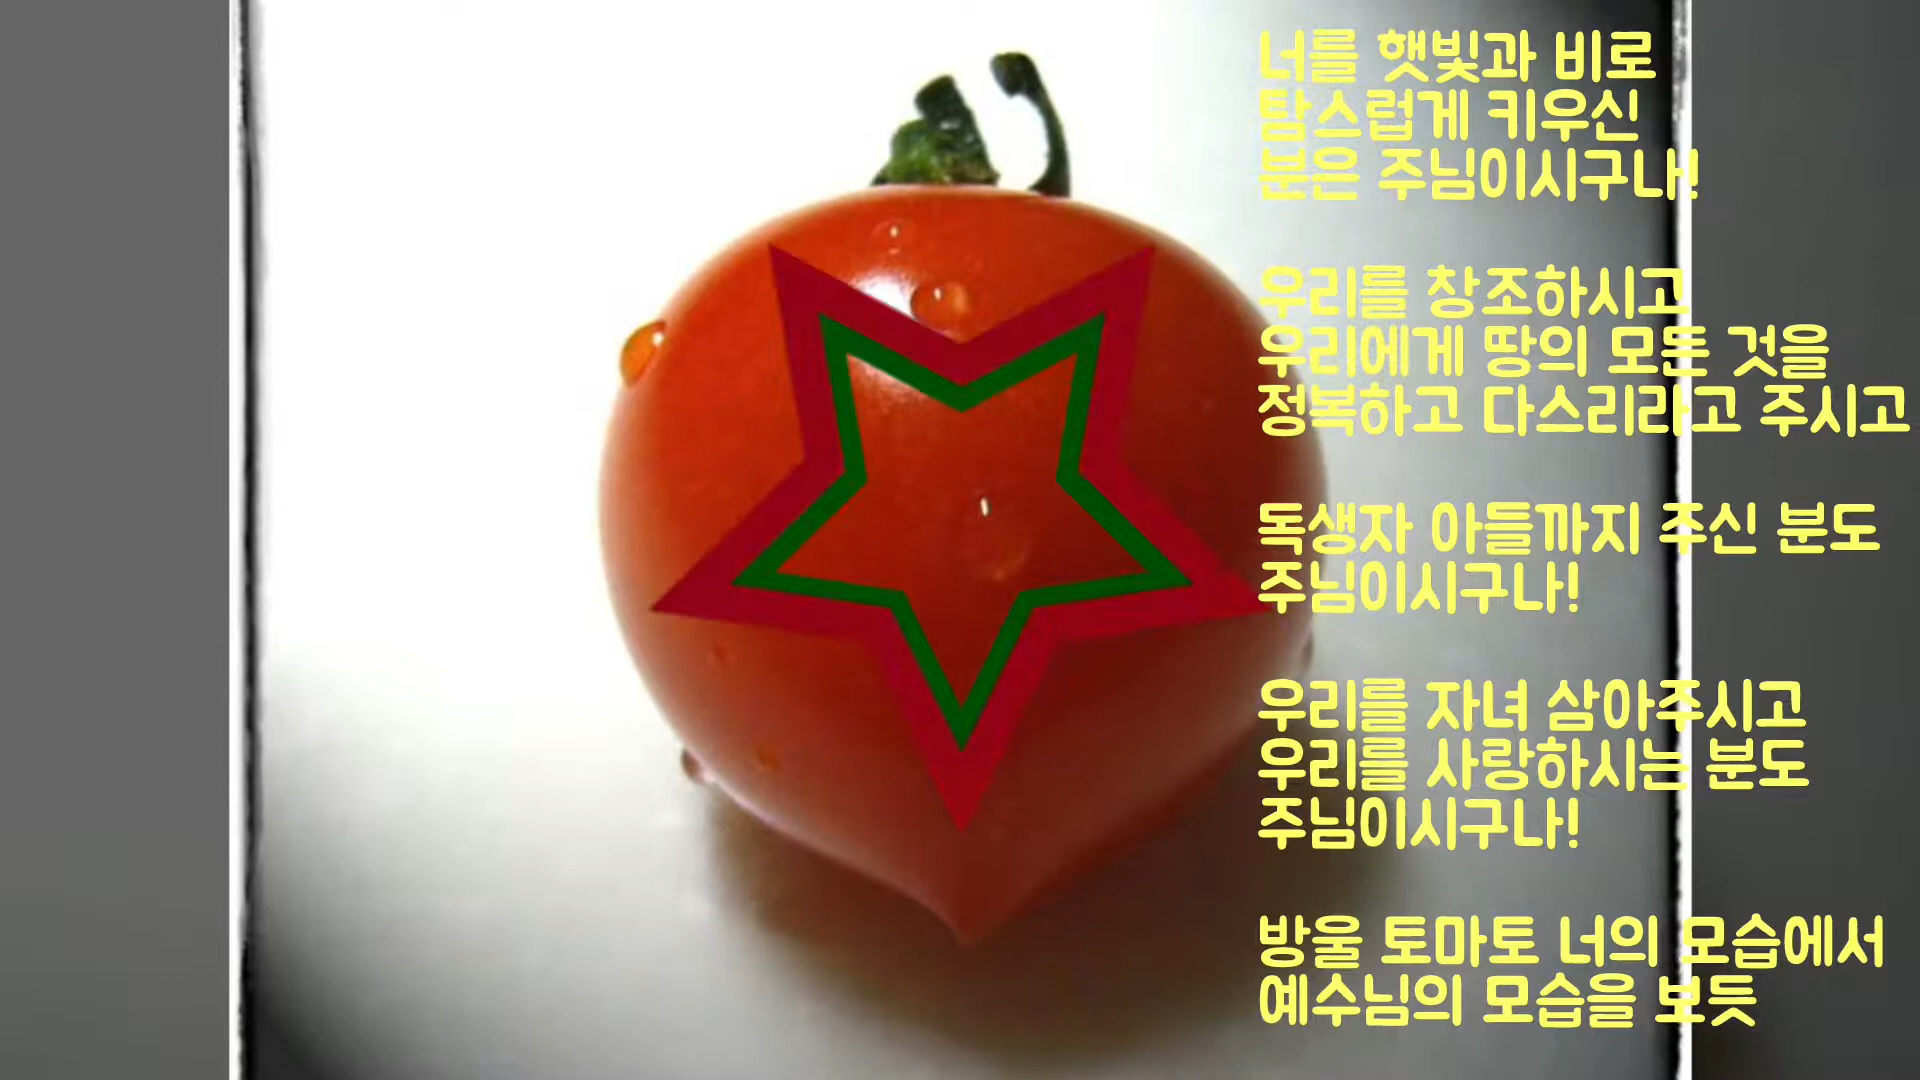 너를 햇빛과 비로
탐스럽게 키우신
분은 주님이시구나!
우리를 창조하시고
우리에게 땅의 모든 것을
정복하고 다스리라고 주시고
독생자 아들까지 주신 분도
주님이시구나!
우리를 자녀 삼아주시고
우리를 사랑하시는 분도
주님이시구나!
방울 토마토 너의 모습에서
예수님의 모습을 보듯